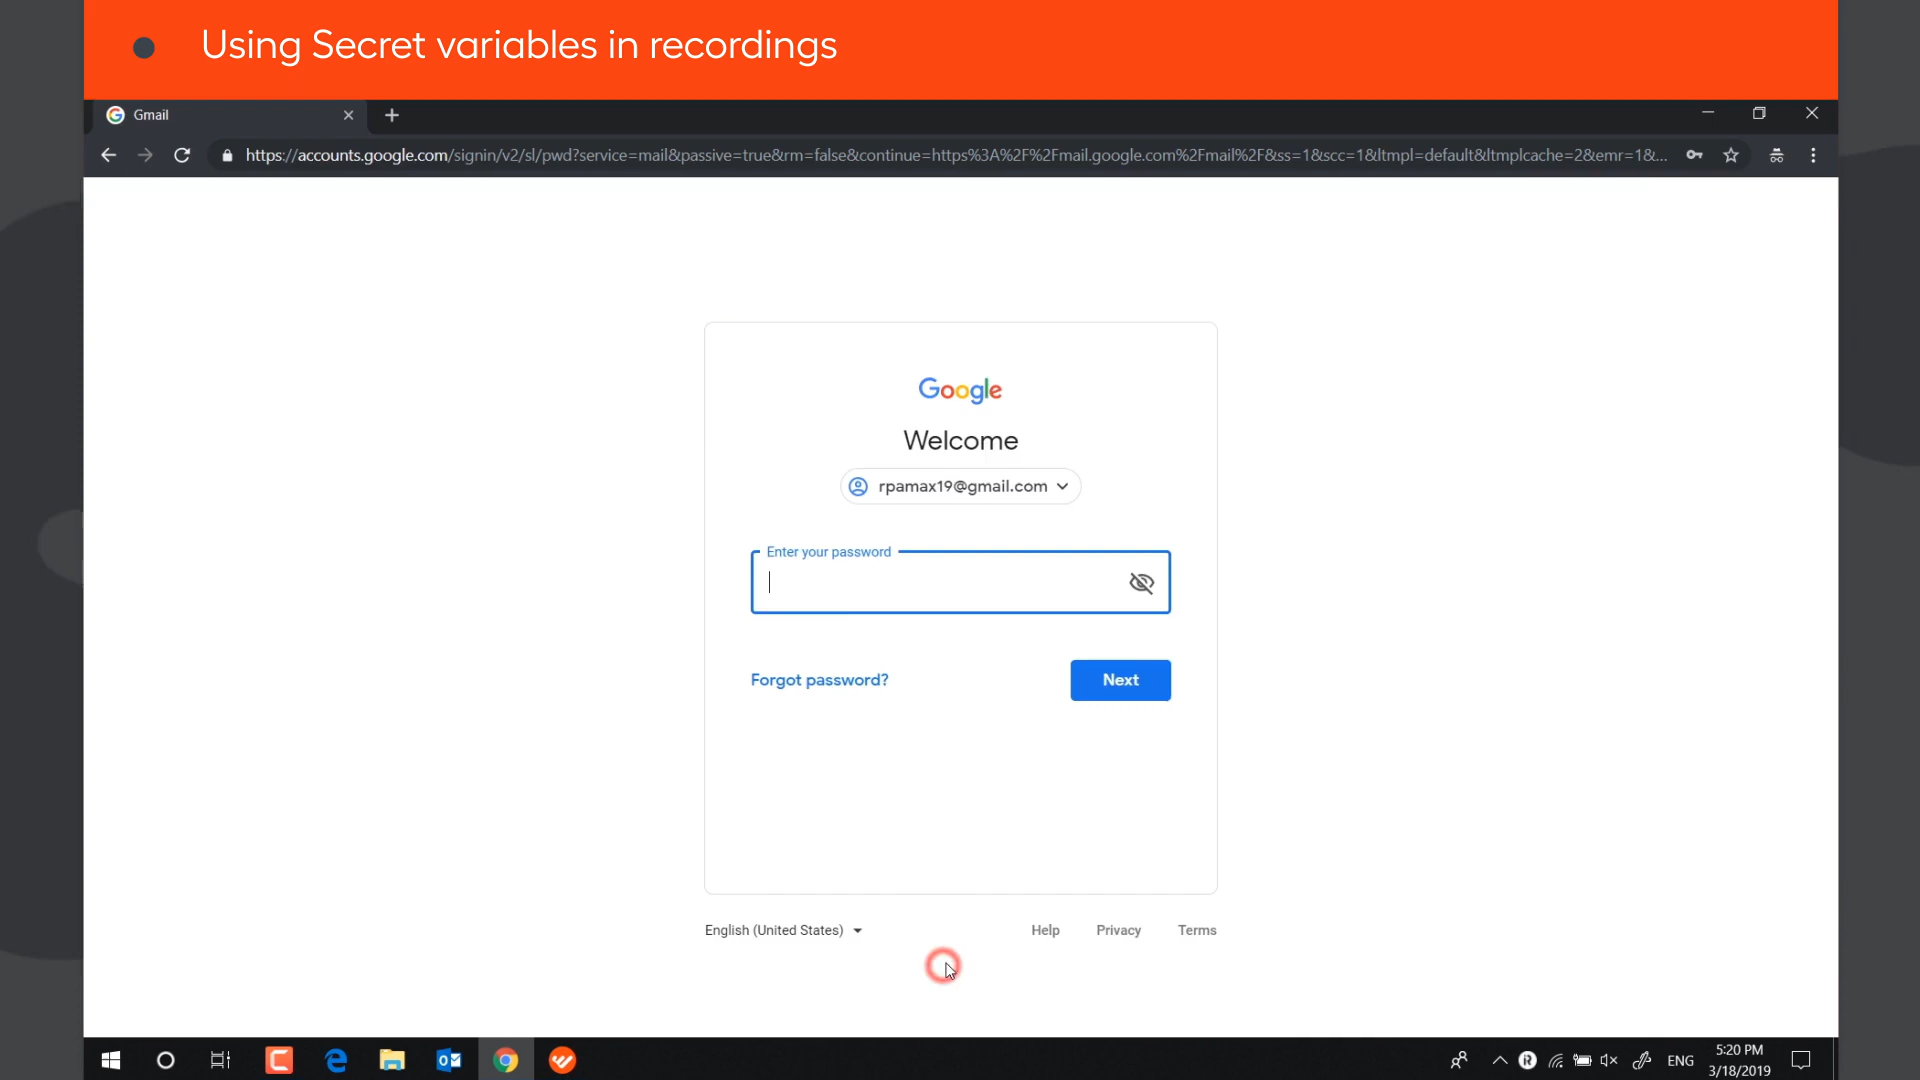 Using Secret variables in recordings
Gmail
https://accounts.google.com/signin/v2/sl/pwd?service=mail&passive=true&rm=false&continue=https%3A%2F%2Fmail.google.com%2Fmail%2F&ss=1&scc=1&ltmpl=default&ltmplcache=2&emr=1&...
Google
Welcome
rpamax19@gmail.com
Enter your password
Forgot password?
Next
English (United States)
Help Privacy Terms
ENG
5:20 PM
3/18/2019